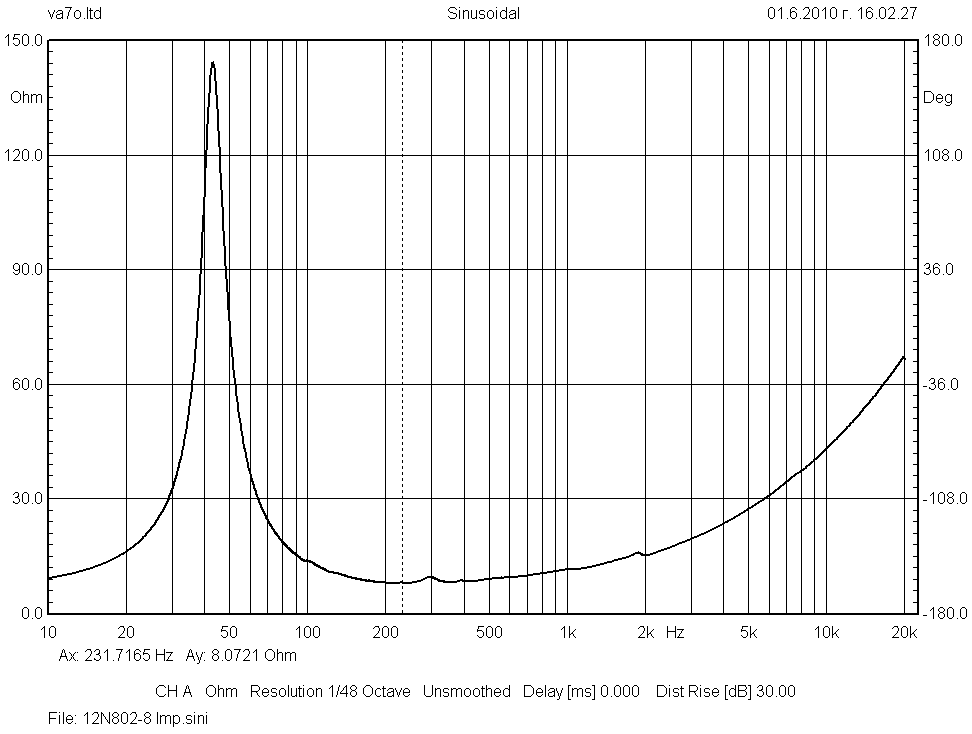 va7o.ltd Sinusoidal 01.6.2010 г. 16.02.27
150.0 180.0
Ohm Deg
120.0 108.0
90.0 36.0
60.0 -36.0
30.0 -108.0
0.0 -180.0
10 20 50 100 200 500 1k 2k Hz 5k 10k 20k
Ax: 231.7165 Hz Ay: 8.0721 Ohm
CH A Ohm Resolution 1/48 Octave Unsmoothed Delay [ms] 0.000 Dist Rise [dB] 30.00
File: 12N802-8 Imp.sini